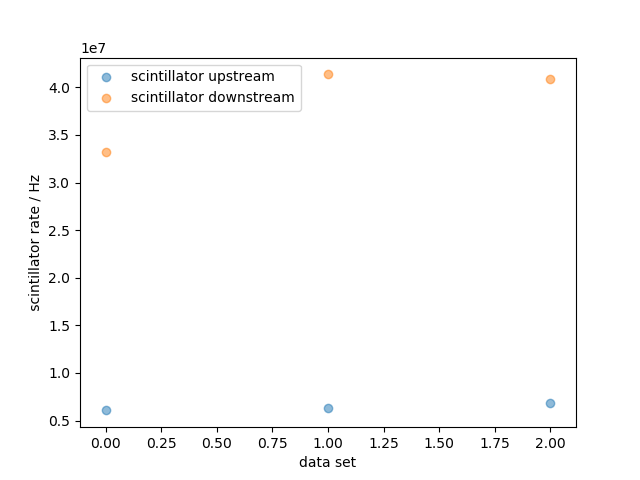 1e7
scintillator upstream
scintillator downstream
4.0
3.5
3.0
2.5
2.0
1.5
1.0
0.5
scintillator rate / Hz
0.00 0.25 0.50 0.75 1.00 1.25 1.50 1.75 2.00
data set